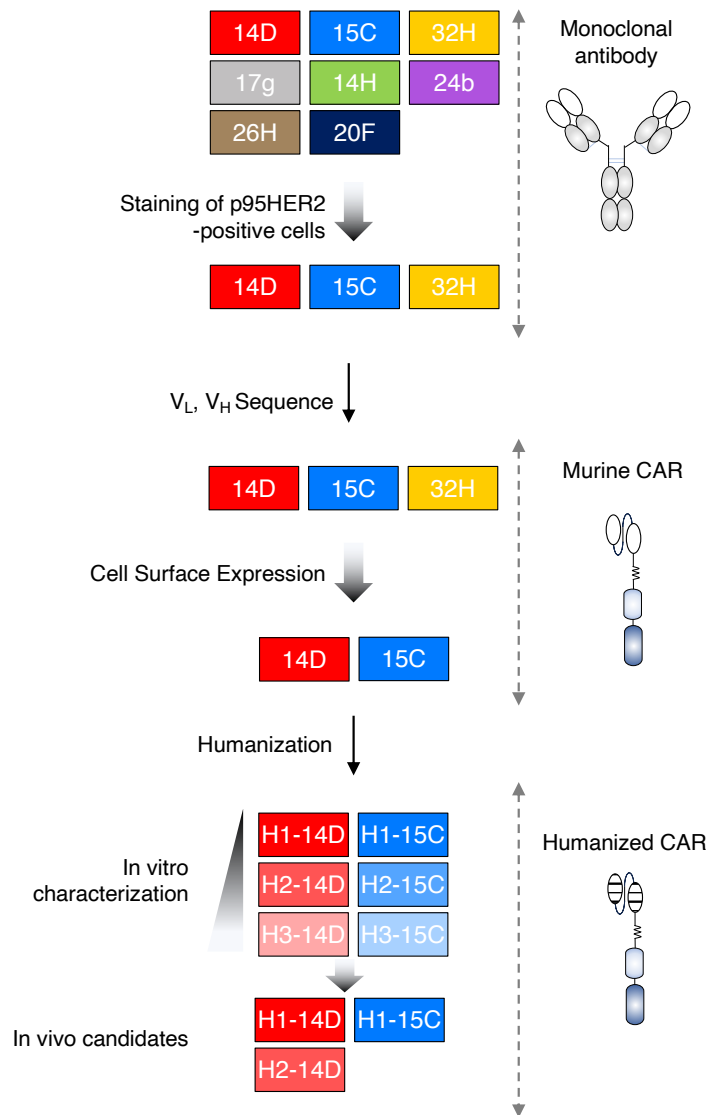 14D 15C 32H
Monoclonal
antibody
17g 14H 24b
26H 20F
Staining of p95HER2
-positive cells
14D 15C 32H
VL, VH Sequence
14D 15C 32H
Murine CAR
Cell Surface Expression
14D 15C
Humanization
H1-14D H1-15C
Humanized CAR
In vitro
characterization
H2-14D H2-15C
H3-14D H3-15C
In vivo candidates
H1-14D H1-15C
H2-14D